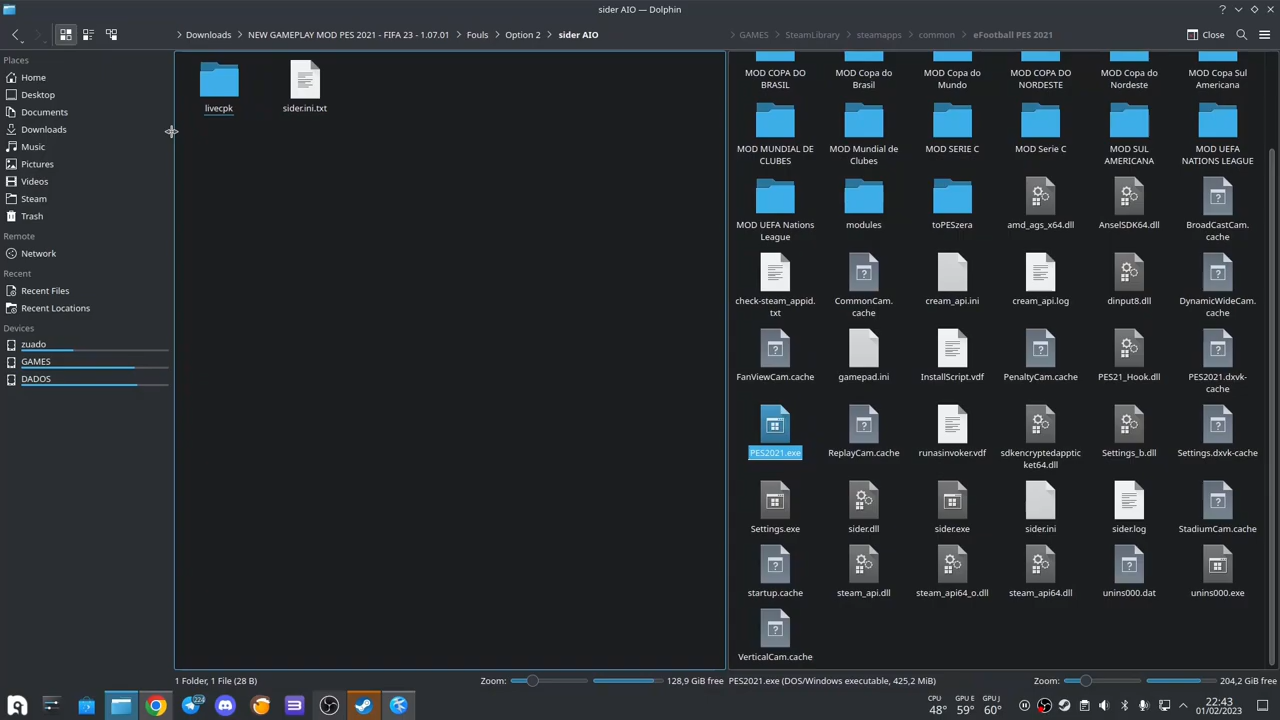 sider AIO — Dolphin
Downloads > NEW GAMEPLAY MOD PES 2021 - FIFA 23 - 1.07.01 > Fouls > Option 2 > sider AIO
GAMES > SteamLibrary > steamapps > common > eFootball PES 2021
Close
Places
Home
Desktop
Documents
Downloads
Music
Pictures
Videos
Steam
Trash
Remote
Network
Recent
Recent Files
Recent Locations
Devices
zuado
GAMES
DADOS
livecpk
sider.ini.txt
MOD COPA DO
BRASIL
MOD Copa do
Brasil
MOD Copa do
Mundo
MOD COPA DO
NORDESTE
MOD Copa do
Nordeste
MOD Copa Sul
Americana
MOD MUNDIAL DE
CLUBES
MOD Mundial de
Clubes
MOD SERIE C
MOD Serie C
MOD SUL
AMERICANA
MOD UEFA
NATIONS LEAGUE
MOD UEFA Nations
League
modules
toPESzera
amd_ags_x64.dll
AnselSDK64.dll
BroadCastCam.
cache
check-steam_appid.
txt
CommonCam.
cache
cream_api.ini
cream_api.log
dinput8.dll
DynamicWideCam.
cache
FanViewCam.cache
gamepad.ini
InstallScript.vdf
PenaltyCam.cache
PES21_Hook.dll
PES2021.dxvk-
cache
PES2021.exe
ReplayCam.cache
runasinvoker.vdf
sdkencryptedapptic
ket64.dll
Settings_b.dll
Settings.dxvk-cache
Settings.exe
sider.dll
sider.exe
sider.ini
sider.log
StadiumCam.cache
startup.cache
steam_api.dll
steam_api64_o.dll
steam_api64.dll
unins000.dat
unins000.exe
VerticalCam.cache
1 Folder, 1 File (28 B)
Zoom:
128,9 GiB free
PES2021.exe (DOS/Windows executable, 425,2 MiB)
Zoom:
204,2 GiB free
224
CPU
48°
GPU E
59°
GPU J
60°
22:43
01/02/2023